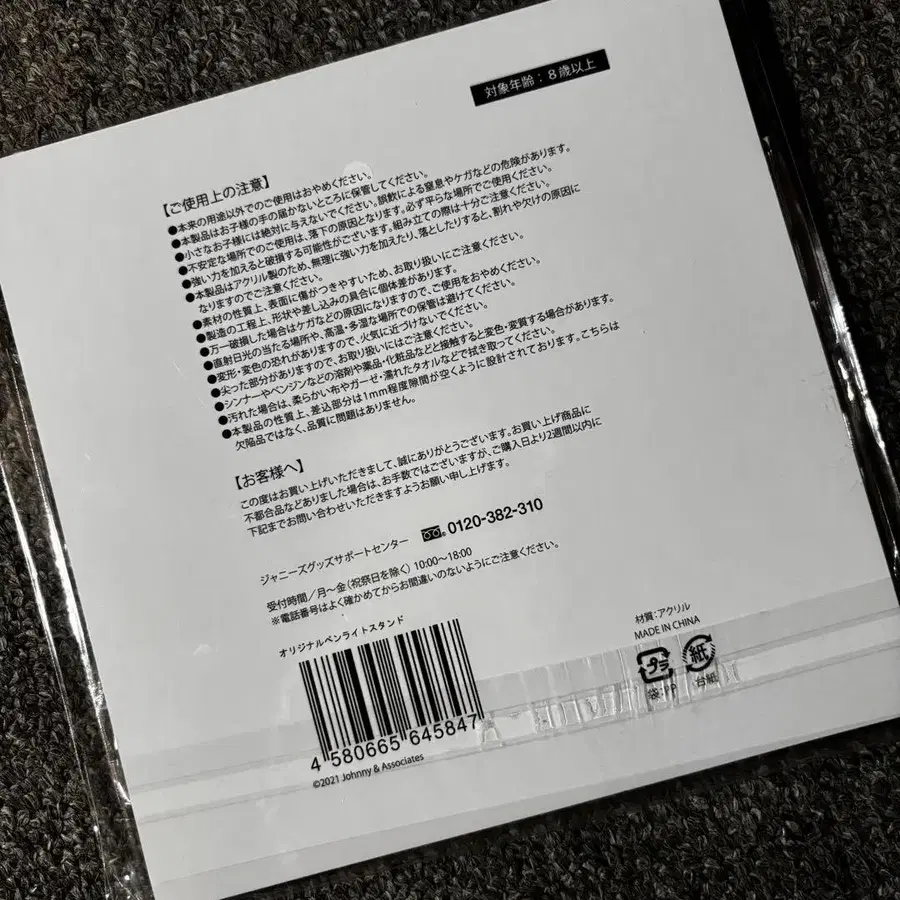 対象年齢：8歳以上
【ご使用上の注意】
●本来の用途以外でのご使用はおやめください。
●本製品はお子様の手の届かないところに保管してください。
●小さなお子様には絶対に与えないでください。誤飲による窒息やケガなどの危険があります。
●不安定な場所でのご使用は、落下の原因となります。必ず平らな場所でご使用ください。
●強い力を加えると破損する可能性がございます。組み立ての際は十分ご注意ください。
●本製品はアクリル製のため、無理に強い力を加えたり、落としたりすると、割れや欠けの原因に
なりますのでご注意ください。
●素材の性質上、表面に傷がつきやすいため、お取り扱いにご注意ください。
●製造の工程上、形状や差し込みの具合に個体差があります。
●万一破損した場合はケガなどの原因になりますので、ご使用をおやめください。
●直射日光の当たる場所や、高温・多湿な場所での保管は避けてください。
●変形・変色の恐れがありますので、火気に近づけないでください。
●尖った部分がありますので、お取り扱いにはご注意ください。
●シンナーやベンジンなどの溶剤や薬品・化粧品などと接触すると変色・変質する場合があります。
●汚れた場合は、柔らかい布やガーゼ・濡れたタオルなどで拭き取ってください。
●本製品の性質上、差込部分は1mm程度隙間が空くように設計されております。こちらは
欠陥品ではなく、品質に問題はありません。
【お客様へ】
この度はお買い上げいただきまして、誠にありがとうございます。お買い上げ商品に
不都合品などありました場合は、お手数ではございますが、ご購入日より2週間以内に
下記までお問い合わせいただきますようお願い申し上げます。
ジャニーズグッズサポートセンター 0120-382-310
受付時間／月〜金（祝祭日を除く）10:00〜18:00
※電話番号はよく確かめてからお間違いのないようにご注意ください。
オリジナルペンライトスタンド
4 580665 645847
©2021 Johnny & Associates
材質：アクリル
MADE IN CHINA
プラ 紙
袋:PP 台紙